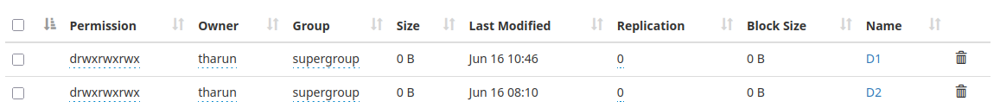 Permission Owner Group Size Last Modified Replication Block Size Name
drwxrwxrwx tharun supergroup 0 B Jun 16 10:46 0 0 B D1
drwxrwxrwx tharun supergroup 0 B Jun 16 08:10 0 0 B D2